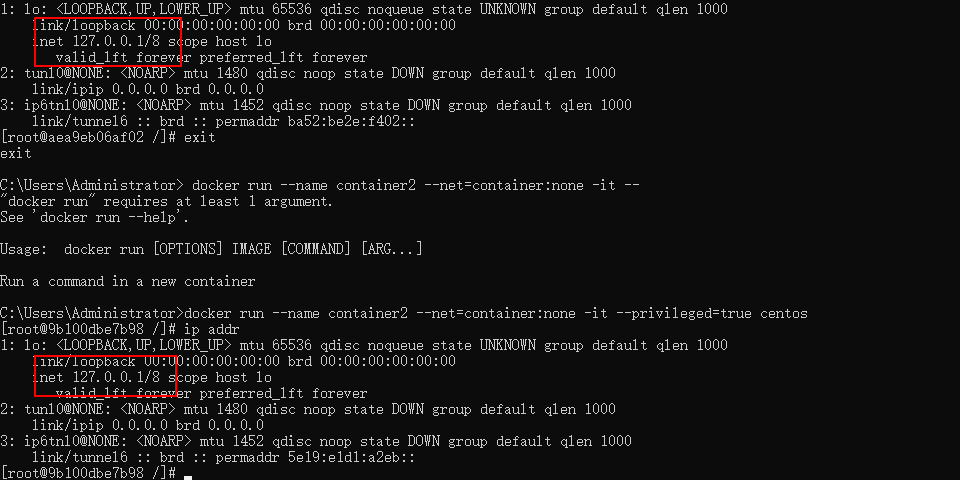 1: lo: <LOOPBACK,UP,LOWER_UP> mtu 65536 qdisc noqueue state UNKNOWN group default qlen 1000
    link/loopback 00:00:00:00:00:00 brd 00:00:00:00:00:00
    inet 127.0.0.1/8 scope host lo
       valid_lft forever preferred_lft forever
2: tunl0@NONE: <NOARP> mtu 1480 qdisc noop state DOWN group default qlen 1000
    link/ipip 0.0.0.0 brd 0.0.0.0
3: ip6tnl0@NONE: <NOARP> mtu 1452 qdisc noop state DOWN group default qlen 1000
    link/tunnel6 :: brd :: permaddr ba52:be2e:f402::
[root@aea9eb06af02 /]# exit
exit
C:\Users\Administrator> docker run --name container2 --net=container:none -it --
"docker run" requires at least 1 argument.
See 'docker run --help'.
Usage:  docker run [OPTIONS] IMAGE [COMMAND] [ARG...]
Run a command in a new container
C:\Users\Administrator>docker run --name container2 --net=container:none -it --privileged=true centos
[root@9b100dbe7b98 /]# ip addr
1: lo: <LOOPBACK,UP,LOWER_UP> mtu 65536 qdisc noqueue state UNKNOWN group default qlen 1000
    link/loopback 00:00:00:00:00:00 brd 00:00:00:00:00:00
    inet 127.0.0.1/8 scope host lo
       valid_lft forever preferred_lft forever
2: tunl0@NONE: <NOARP> mtu 1480 qdisc noop state DOWN group default qlen 1000
    link/ipip 0.0.0.0 brd 0.0.0.0
3: ip6tnl0@NONE: <NOARP> mtu 1452 qdisc noop state DOWN group default qlen 1000
    link/tunnel6 :: brd :: permaddr 5e19:e1d1:a2eb::
[root@9b100dbe7b98 /]#